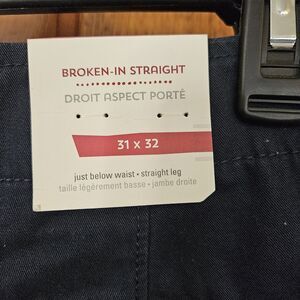 BROKEN-IN STRAIGHT
DROIT ASPECT PORTÉ
31 x 32
just below waist • straight leg
taille légèrement basse • jambe droite